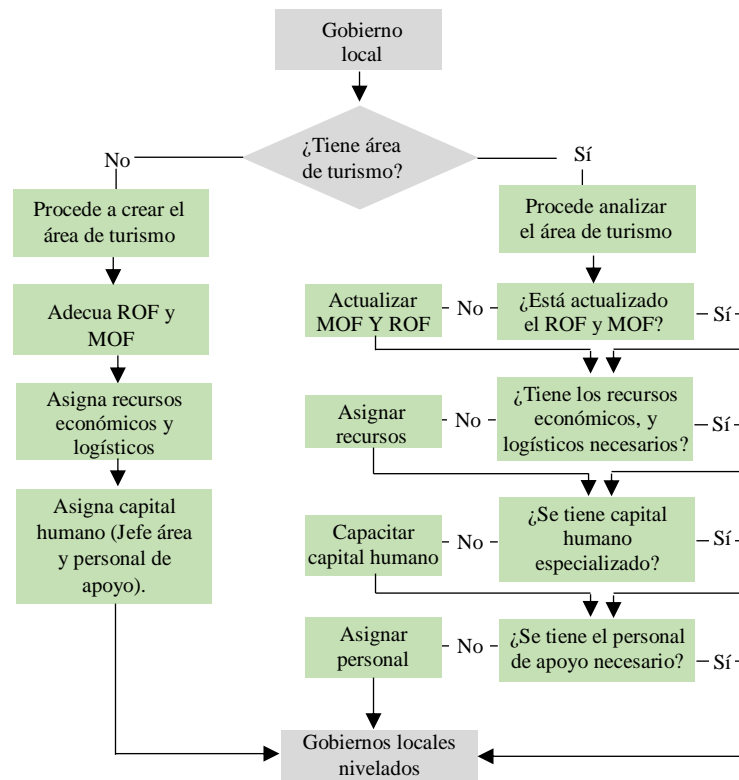 Gobierno
local
¿Tiene área
de turismo?
No
Sí
Procede a crear el
área de turismo
Adecua ROF y
MOF
Asigna recursos
económicos y
logísticos
Asigna capital
humano (Jefe área
y personal de
apoyo).
Procede analizar
el área de turismo
¿Está actualizado
el ROF y MOF?
No
Sí
Actualizar
MOF Y ROF
¿Tiene los recursos
económicos, y
logísticos necesarios?
No
Sí
Asignar
recursos
¿Se tiene capital
humano
especializado?
No
Sí
Capacitar
capital humano
¿Se tiene el personal
de apoyo necesario?
No
Sí
Asignar
personal
Gobiernos locales
nivelados